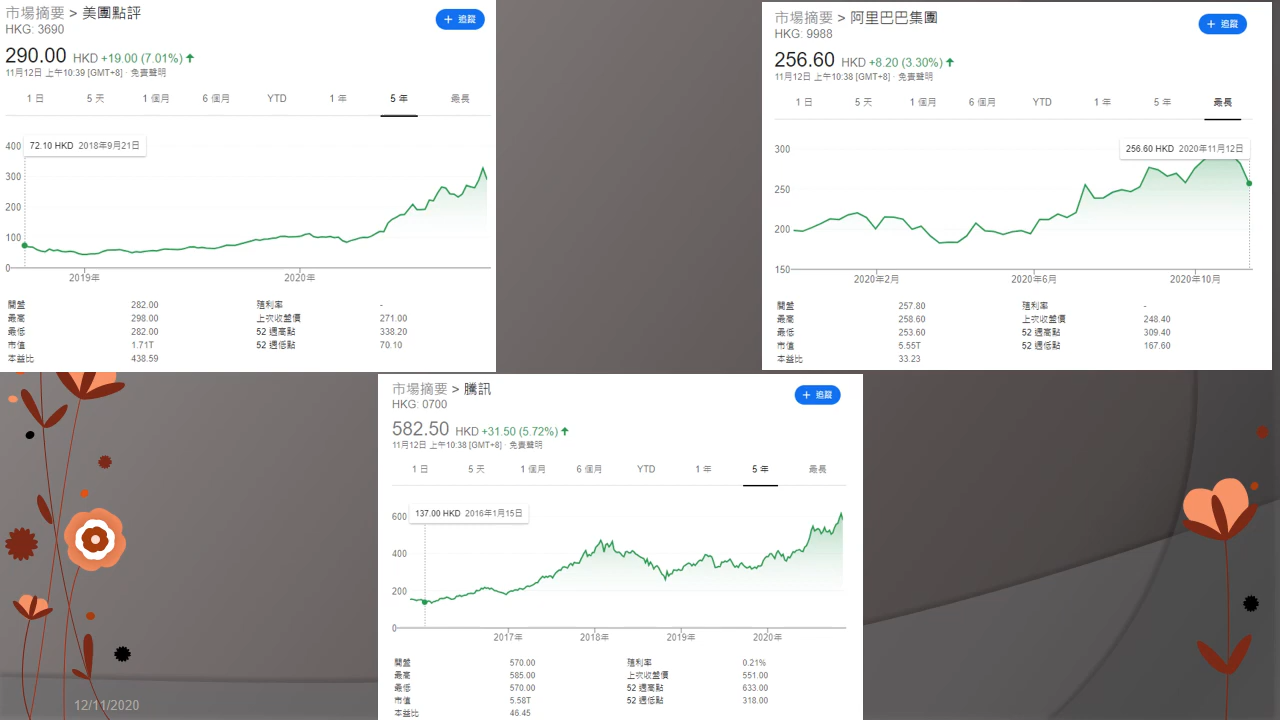 市場摘要 > 美團點評
HKG: 3690
+ 追蹤
290.00 HKD +19.00 (7.01%)
11月12日 上午10:39 [GMT+8] · 免責聲明
1 日 5 天 1 個月 6 個月 YTD 1 年 5 年 最長
72.10 HKD 2018年9月21日
400
300
200
100
0
2019年 2020年
開盤 282.00 殖利率 -
最高 298.00 上次收盤價 271.00
最低 282.00 52 週高點 338.20
市值 1.71T 52 週低點 70.10
本益比 438.59
市場摘要 > 阿里巴巴集團
HKG: 9988
+ 追蹤
256.60 HKD +8.20 (3.30%)
11月12日 上午10:38 [GMT+8] · 免責聲明
1 日 5 天 1 個月 6 個月 YTD 1 年 5 年 最長
256.60 HKD 2020年11月12日
300
250
200
150
2020年2月 2020年6月 2020年10月
開盤 257.80 殖利率 -
最高 258.60 上次收盤價 248.40
最低 253.60 52 週高點 309.40
市值 5.55T 52 週低點 167.60
本益比 33.23
市場摘要 > 騰訊
HKG: 0700
+ 追蹤
582.50 HKD +31.50 (5.72%)
11月12日 上午10:38 [GMT+8] · 免責聲明
1 日 5 天 1 個月 6 個月 YTD 1 年 5 年 最長
137.00 HKD 2016年1月15日
600
400
200
0
2017年 2018年 2019年 2020年
開盤 570.00 殖利率 0.21%
最高 585.00 上次收盤價 551.00
最低 570.00 52 週高點 633.00
市值 5.58T 52 週低點 318.00
本益比 46.45
12/11/2020